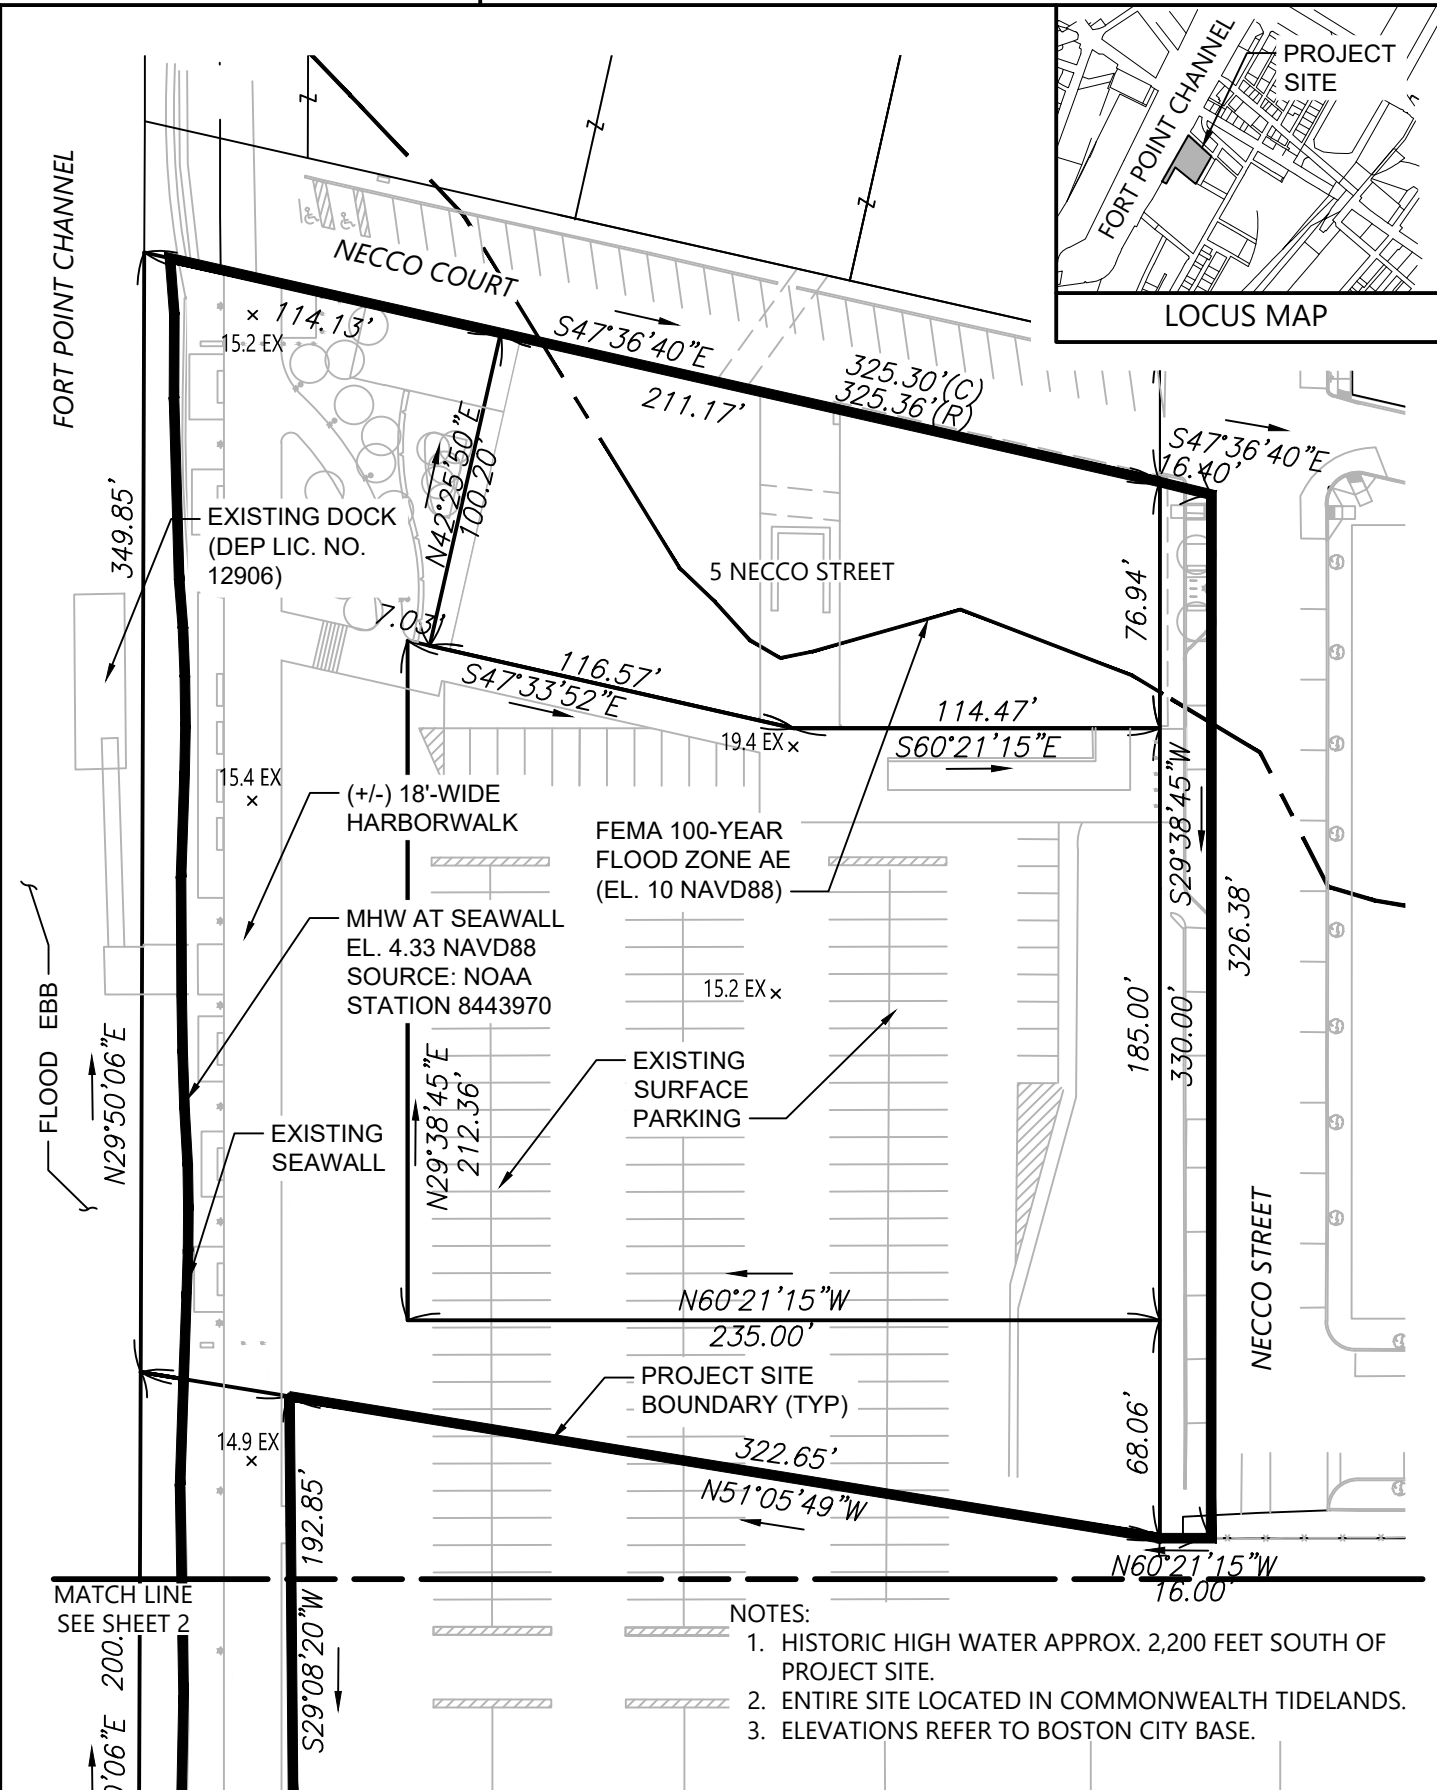 PROJECT
SITE
FORT POINT CHANNEL
LOCUS MAP
FORT POINT CHANNEL
NECCO COURT
114.13'
15.2 EX
S47°36'40"E
211.17'
325.30'(C)
325.36'(R)
S47°36'40"E
16.40'
349.85'
EXISTING DOCK
(DEP LIC. NO.
12906)
N42°25'50"E
100.20'
5 NECCO STREET
76.94'
7.03'
116.57'
S47°33'52"E
114.47'
S60°21'15"E
19.4 EX
15.4 EX
(+/-) 18'-WIDE
HARBORWALK
FEMA 100-YEAR
FLOOD ZONE AE
(EL. 10 NAVD88)
S29°38'45"W
326.38'
MHW AT SEAWALL
EL. 4.33 NAVD88
SOURCE: NOAA
STATION 8443970
15.2 EX
185.00'
330.00'
FLOOD EBB
N29°50'06"E
N29°38'45"E
212.36'
EXISTING
SURFACE
PARKING
EXISTING
SEAWALL
NECCO STREET
N60°21'15"W
235.00'
PROJECT SITE
BOUNDARY (TYP)
14.9 EX
322.65'
N51°05'49"W
68.06'
S29°08'20"W 192.85'
N60°21'15"W
16.00'
MATCH LINE
SEE SHEET 2
200.
0'06"E
NOTES:
1. HISTORIC HIGH WATER APPROX. 2,200 FEET SOUTH OF
PROJECT SITE.
2. ENTIRE SITE LOCATED IN COMMONWEALTH TIDELANDS.
3. ELEVATIONS REFER TO BOSTON CITY BASE.